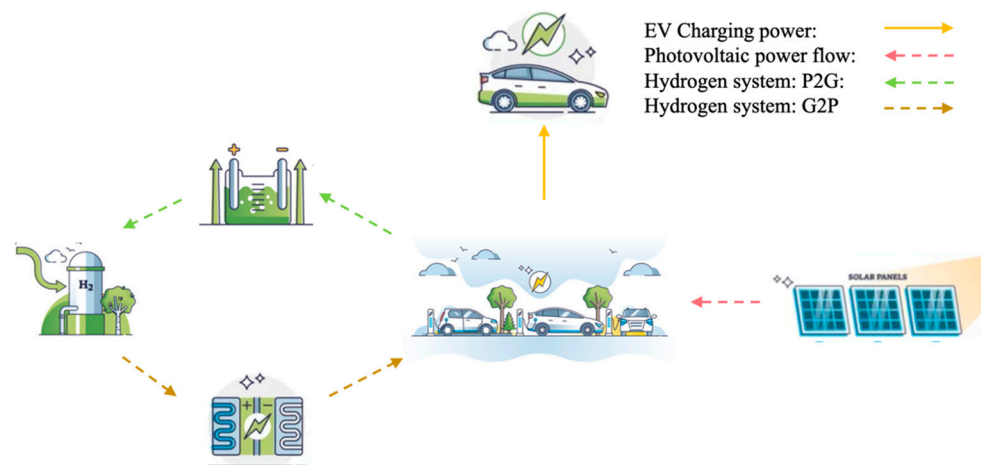 EV Charging power:
Photovoltaic power flow:
Hydrogen system: P2G:
Hydrogen system: G2P
+ −
H2
SOLAR PANELS
+ −